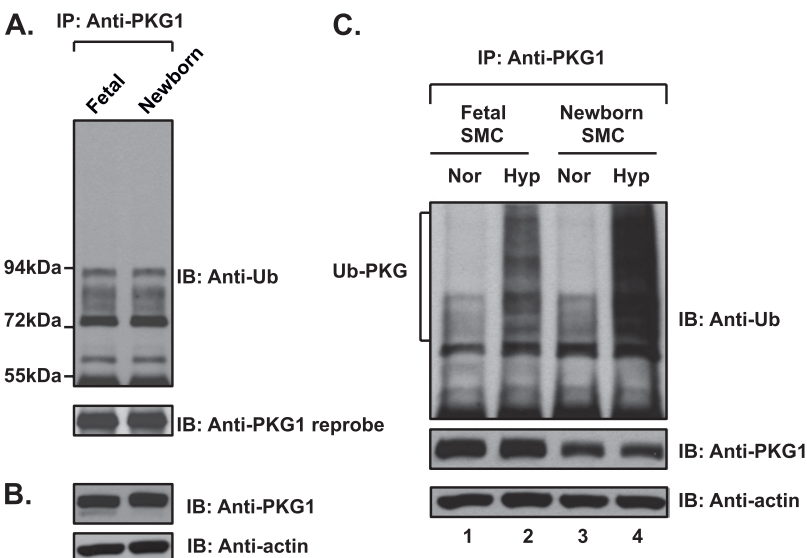 A.
IP: Anti-PKG1
Fetal
Newborn
94kDa
72kDa
55kDa
IB: Anti-Ub
IB: Anti-PKG1 reprobe
B.
IB: Anti-PKG1
IB: Anti-actin
C.
IP: Anti-PKG1
Fetal SMC
Newborn SMC
Nor Hyp Nor Hyp
Ub-PKG
IB: Anti-Ub
IB: Anti-PKG1
IB: Anti-actin
1 2 3 4